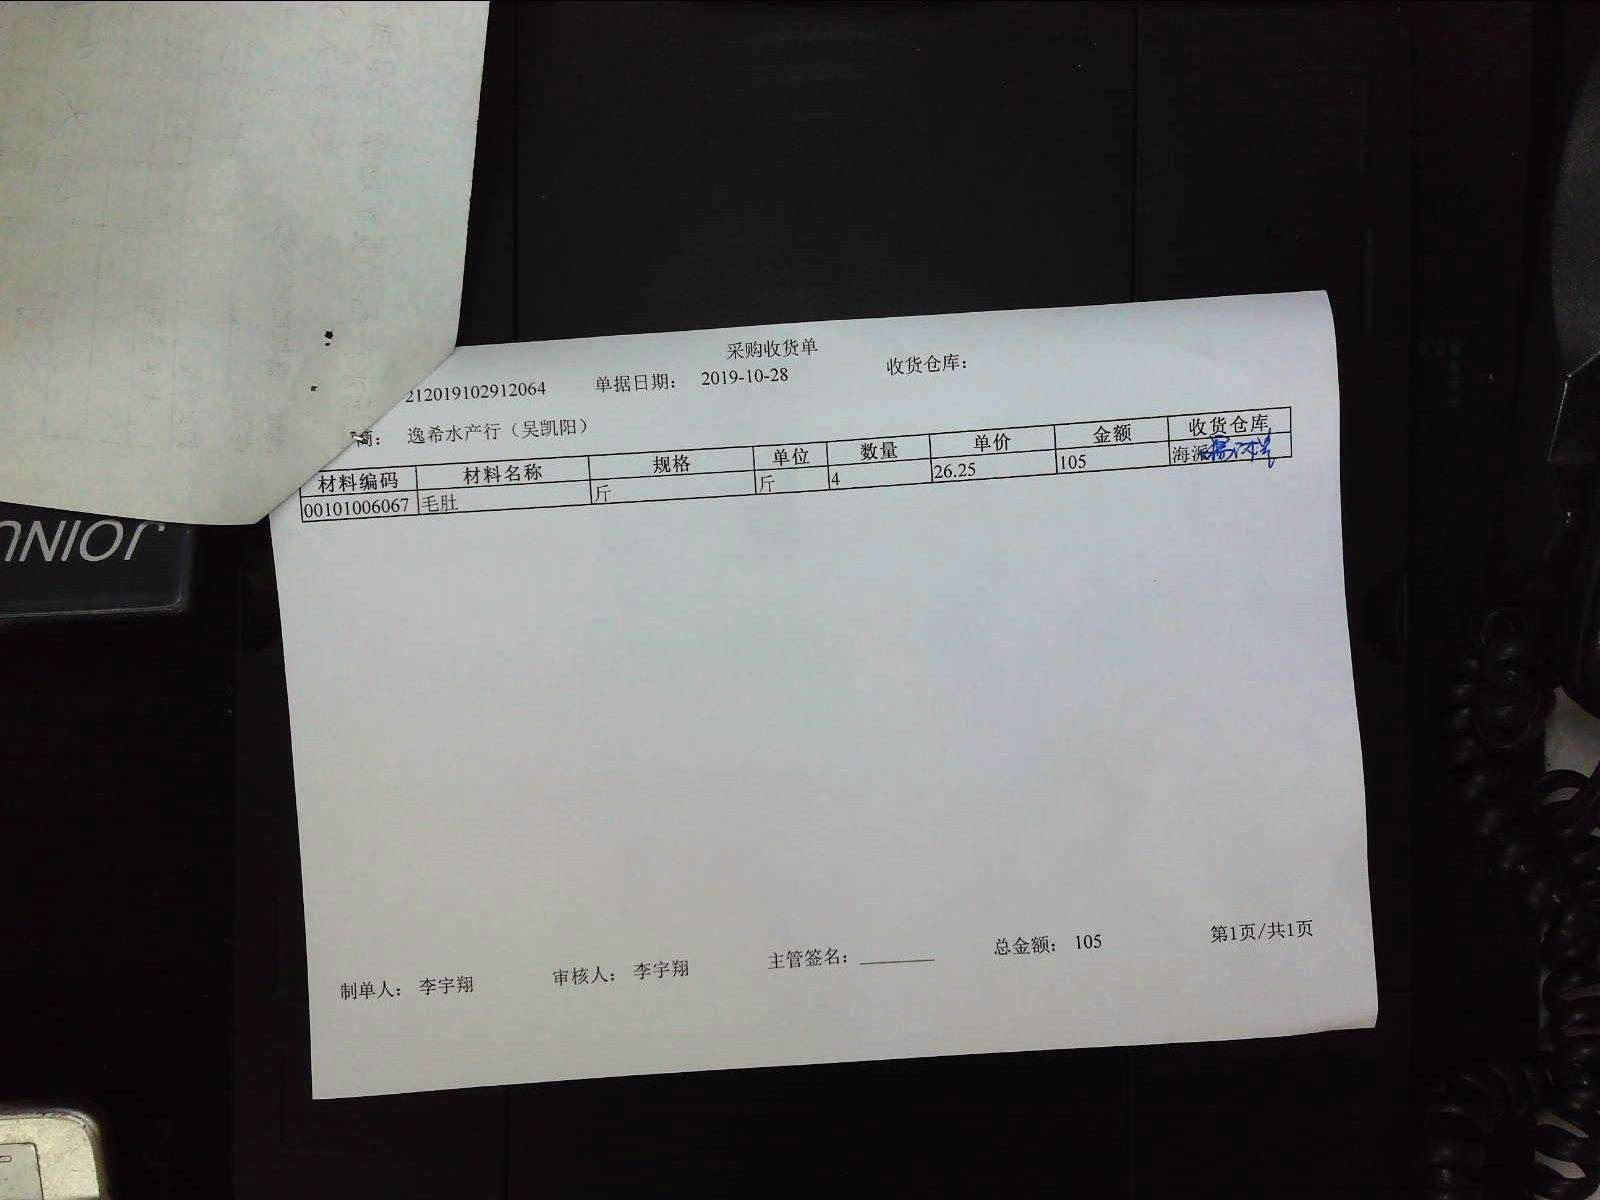 采购收货单
212019102912064 单据日期: 2019-10-28 收货仓库:
商: 逸希水产行（吴凯阳）
材料编码 材料名称 规格 单位 数量 单价 金额 收货仓库
00101006067 毛肚 斤 斤 4 26.25 105 海派
制单人: 李宇翔 审核人: 李宇翔 主管签名: 总金额: 105 第1页/共1页